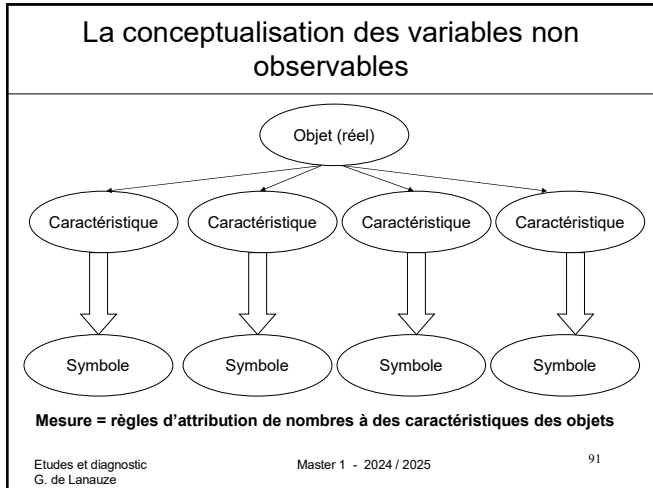 La conceptualisation des variables non
observables
Objet (réel)
Caractéristique
Caractéristique
Caractéristique
Caractéristique
Symbole
Symbole
Symbole
Symbole
Mesure = règles d'attribution de nombres à des caractéristiques des objets
Etudes et diagnostic
G. de Lanauze
Master 1 - 2024 / 2025
91